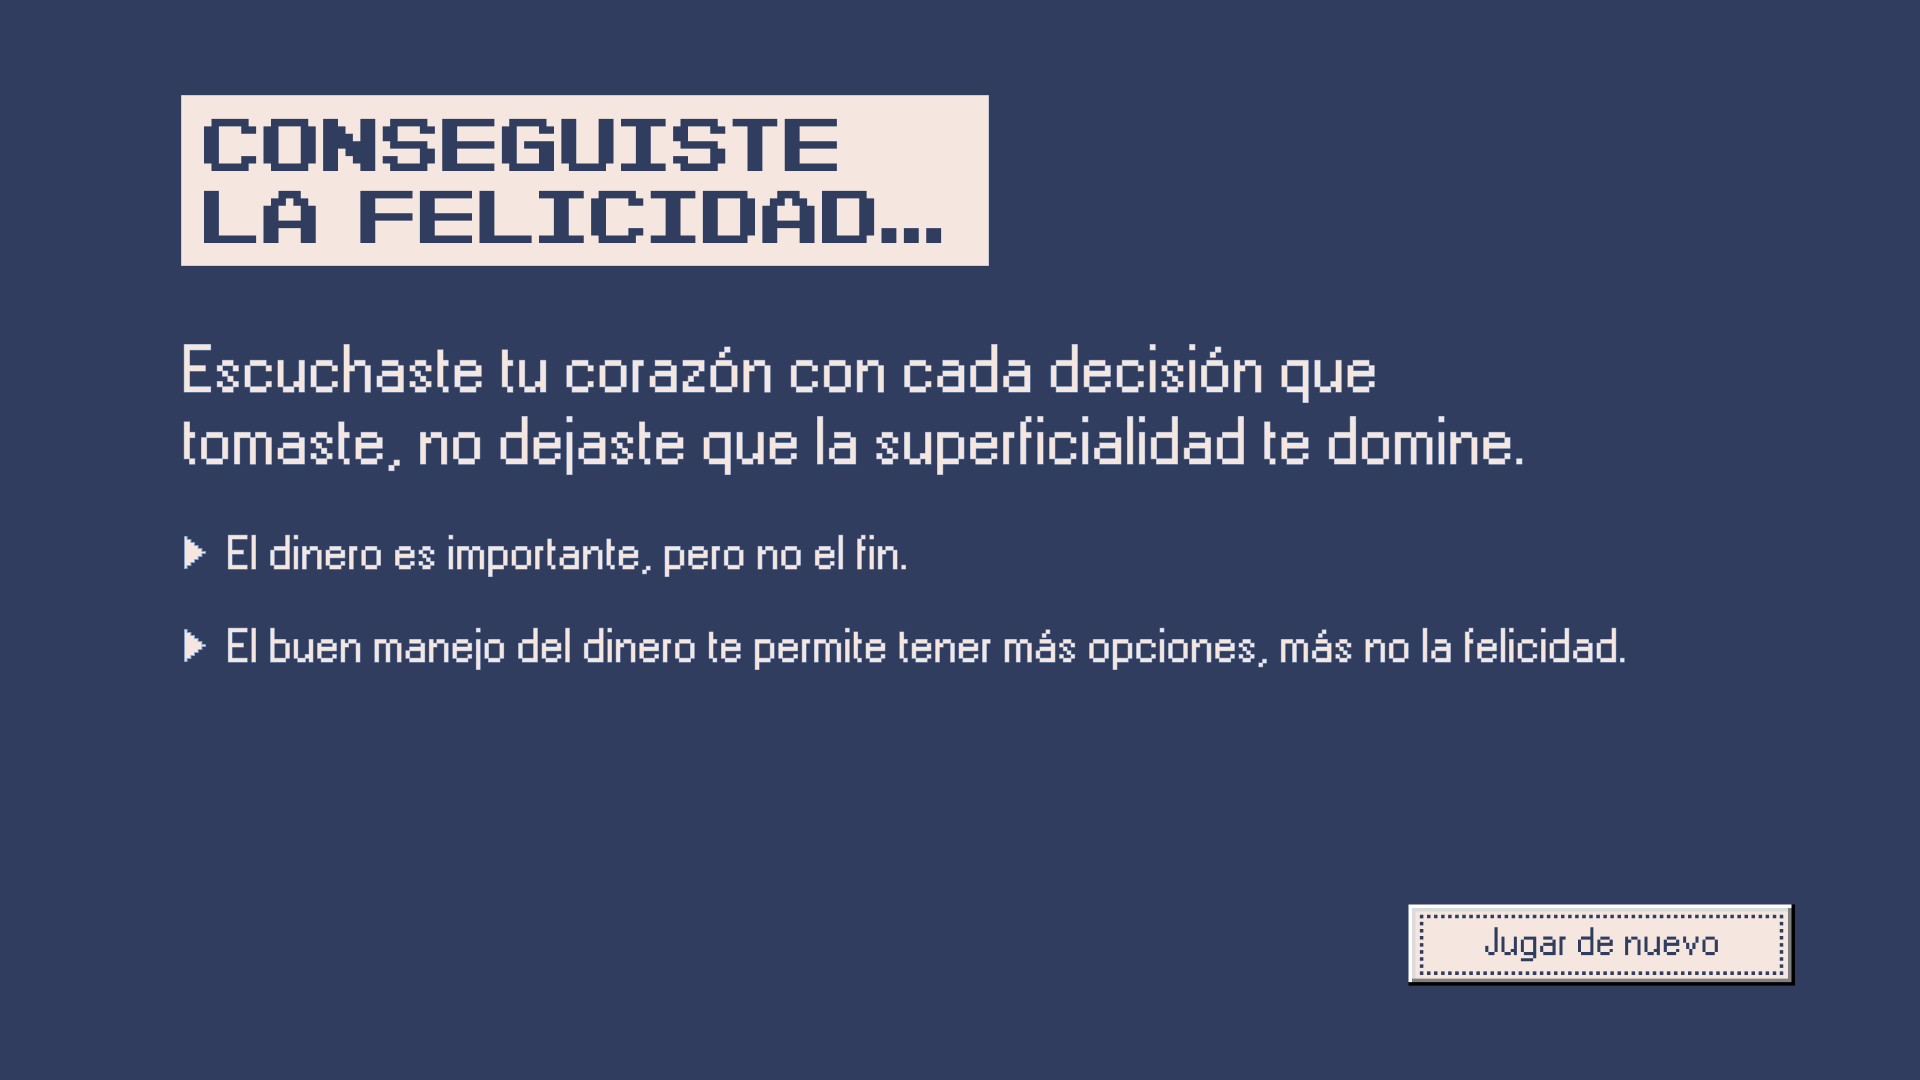 CONSEGUISTE
LA FELICIDAD...
Escuchaste tu corazón con cada decisión que
tomaste, no dejaste que la superficialidad te domine.
El dinero es importante, pero no el fin.
El buen manejo del dinero te permite tener más opciones, más no la felicidad.
Jugar de nuevo